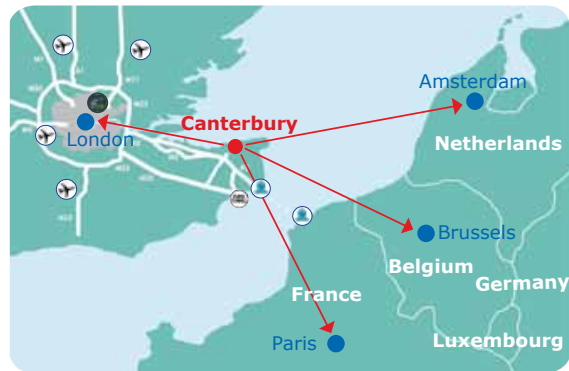 Amsterdam
Canterbury
London
Netherlands
Brussels
Belgium
Germany
France
Paris
Luxembourg